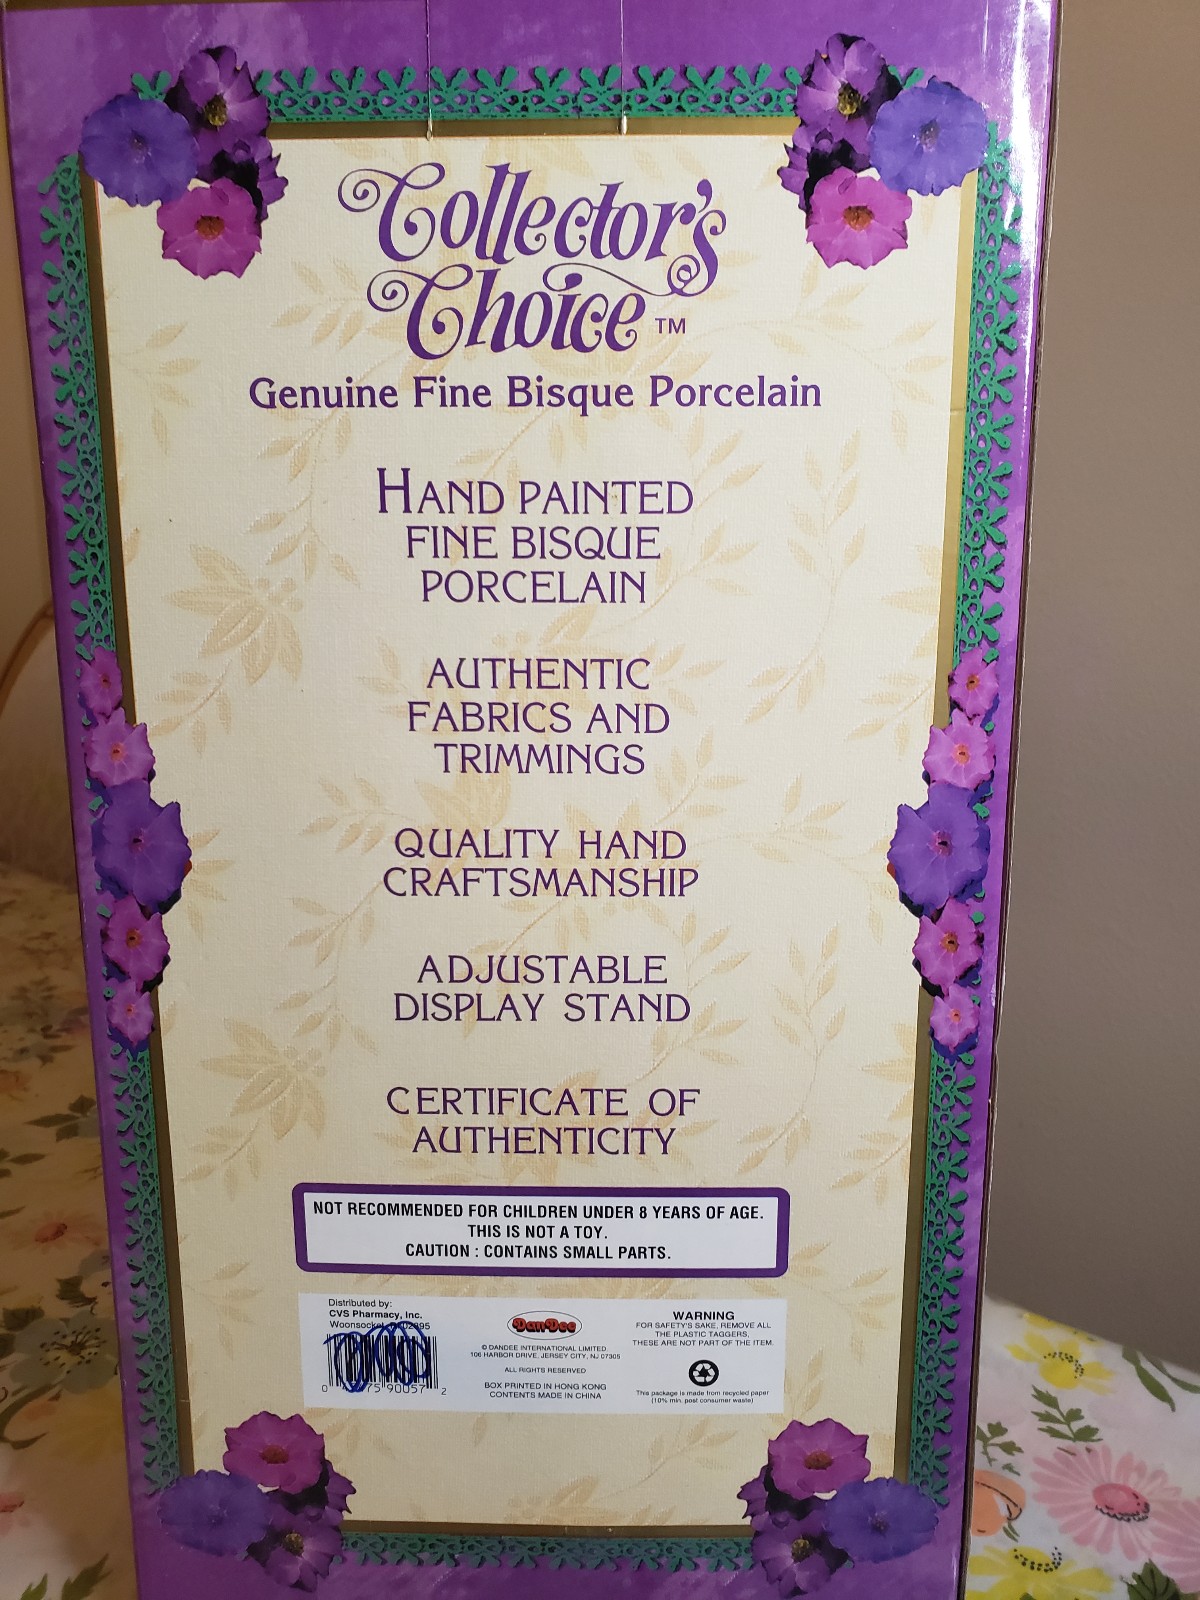 Collector's
Choice™
Genuine Fine Bisque Porcelain
HAND PAINTED
FINE BISQUE
PORCELAIN
AUTHENTIC
FABRICS AND
TRIMMINGS
QUALITY HAND
CRAFTSMANSHIP
ADJUSTABLE
DISPLAY STAND
CERTIFICATE OF
AUTHENTICITY
NOT RECOMMENDED FOR CHILDREN UNDER 8 YEARS OF AGE.
THIS IS NOT A TOY.
CAUTION : CONTAINS SMALL PARTS.
Distributed by:
CVS Pharmacy, Inc.
Woonsocket,
75 90057 2
DanDee
© DANDEE INTERNATIONAL LIMITED.
106 HARBOR DRIVE, JERSEY CITY, NJ 07305
ALL RIGHTS RESERVED
BOX PRINTED IN HONG KONG
CONTENTS MADE IN CHINA
WARNING
FOR SAFETY'S SAKE, REMOVE ALL
THE PLASTIC TAGGERS,
THESE ARE NOT PART OF THE ITEM.
This package is made from recycled paper
(10% min. post consumer waste)